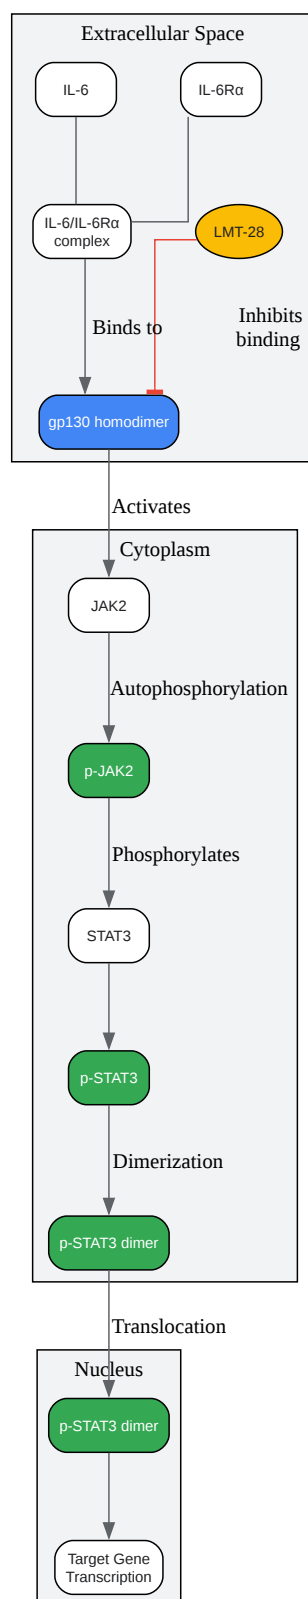 Extracellular Space
IL-6
IL-6Rα
IL-6/IL-6Rα
complex
LMT-28
Binds to
Inhibits
binding
gp130 homodimer
Activates
Cytoplasm
JAK2
Autophosphorylation
p-JAK2
Phosphorylates
STAT3
p-STAT3
Dimerization
p-STAT3 dimer
Translocation
Nucleus
p-STAT3 dimer
Target Gene
Transcription